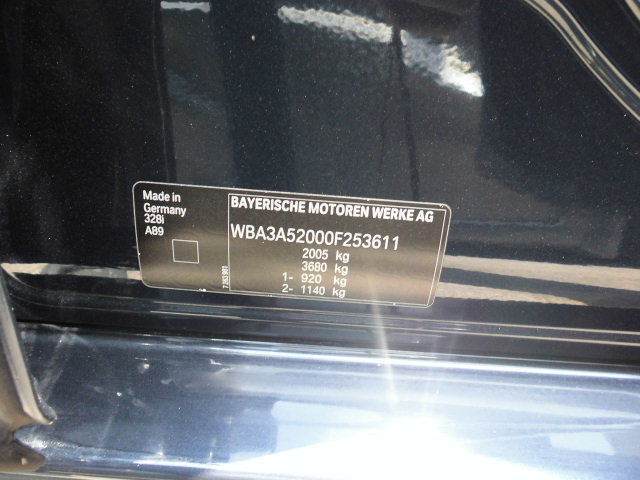 Made in
Germany
328i
A89
7263981
BAYERISCHE MOTOREN WERKE AG
WBA3A52000F253611
2005 kg
3680 kg
1- 920 kg
2- 1140 kg